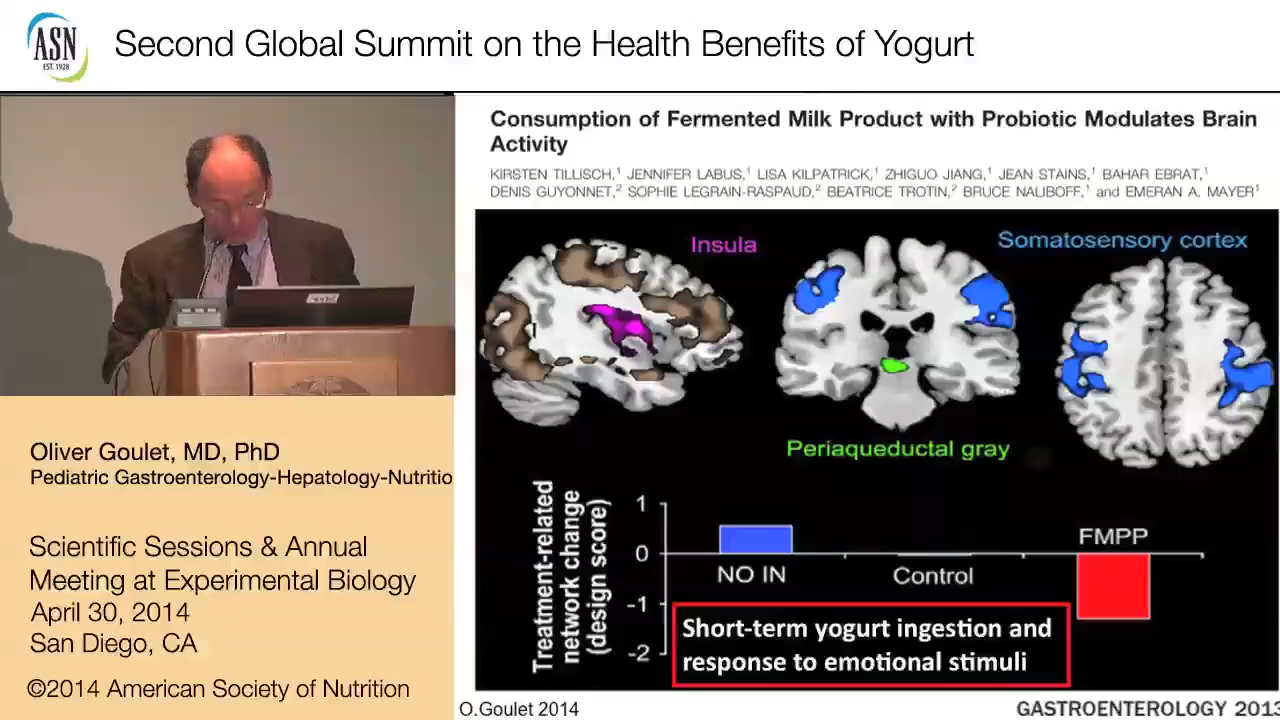 ASN
EST. 1928
Second Global Summit on the Health Benefits of Yogurt
Consumption of Fermented Milk Product with Probiotic Modulates Brain
Activity
KIRSTEN TILLISCH,¹ JENNIFER LABUS,¹ LISA KILPATRICK,¹ ZHIGUO JIANG,¹ JEAN STAINS,¹ BAHAR EBRAT,¹
DENIS GUYONNET,² SOPHIE LEGRAIN-RASPAUD,² BEATRICE TROTIN,² BRUCE NALIBOFF,¹ and EMERAN A. MAYER¹
Insula
Somatosensory cortex
Periaqueductal gray
Treatment-related
network change
(design score)
1
0
-1
-2
NO IN
Control
FMPP
Short-term yogurt ingestion and
response to emotional stimuli
O.Goulet 2014
GASTROENTEROLOGY 2013
Oliver Goulet, MD, PhD
Pediatric Gastroenterology-Hepatology-Nutritio
Scientific Sessions & Annual
Meeting at Experimental Biology
April 30, 2014
San Diego, CA
©2014 American Society of Nutrition